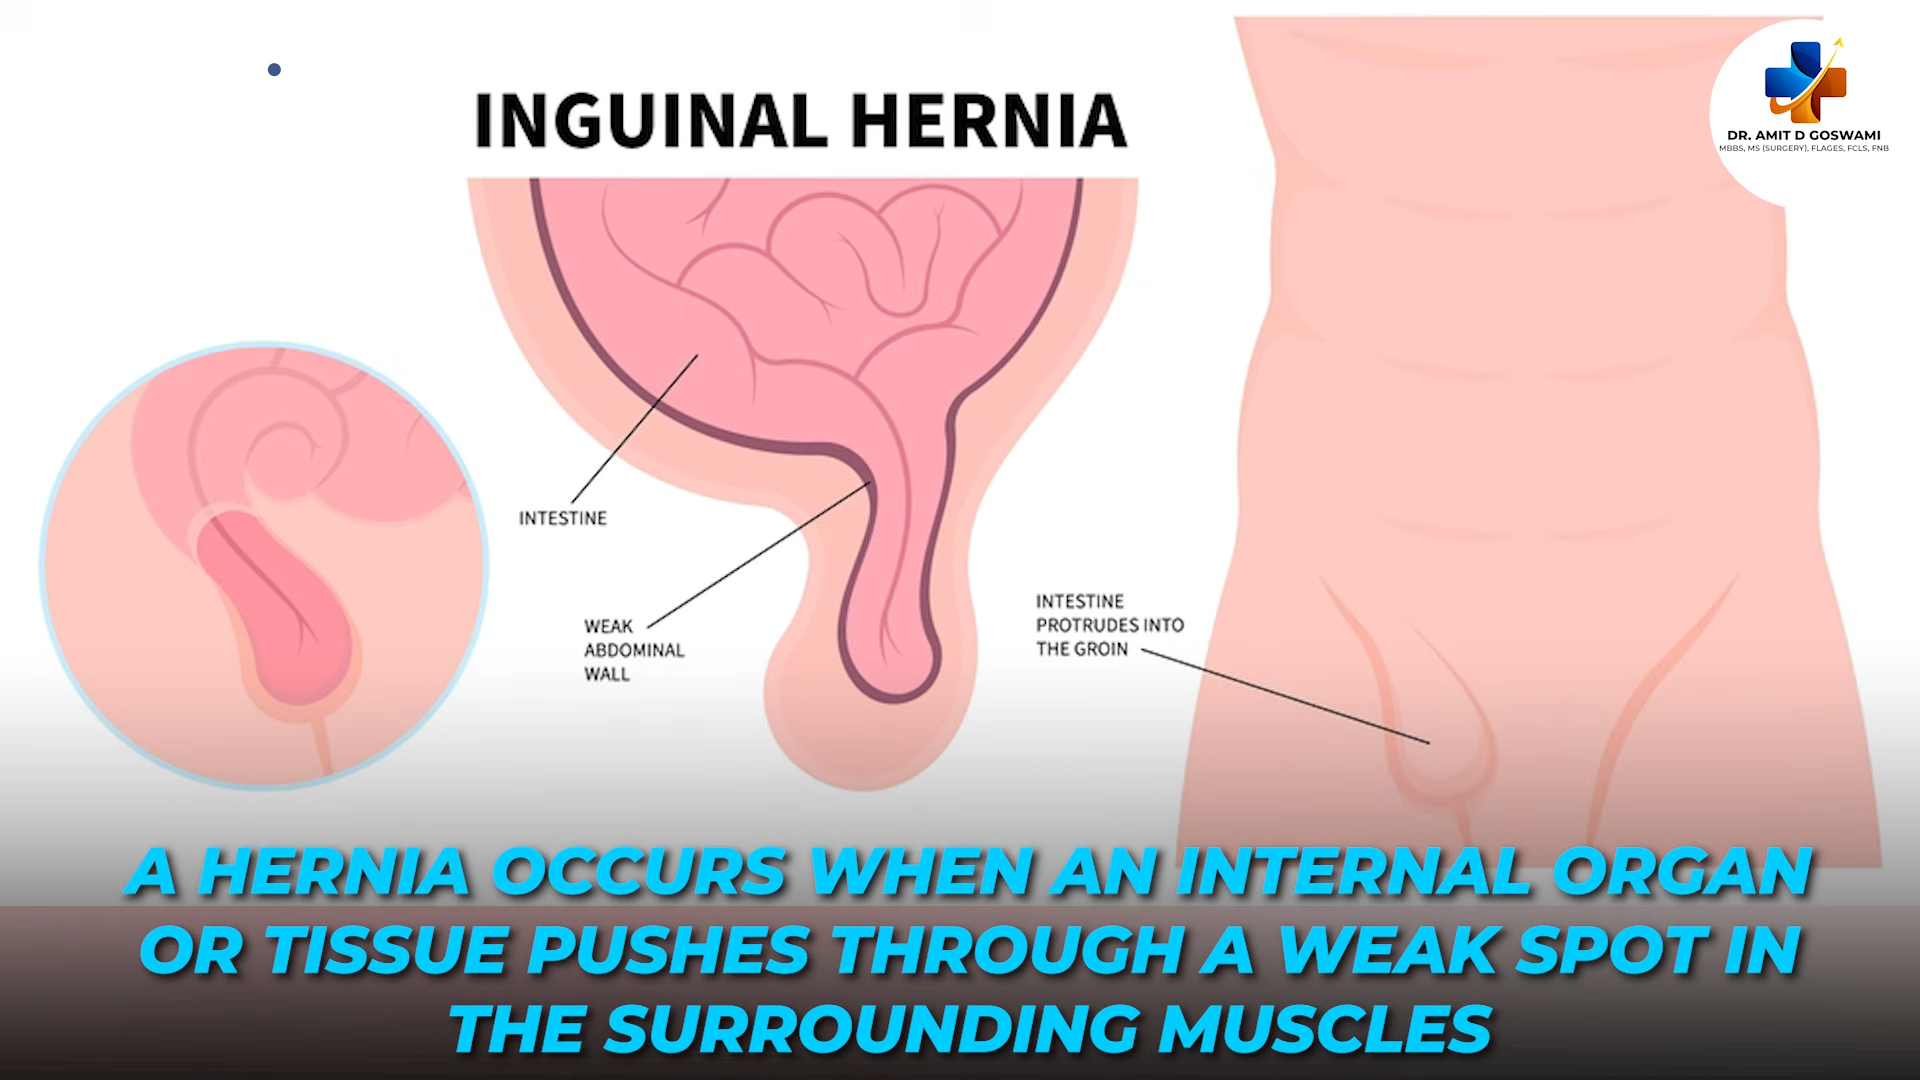 INGUINAL HERNIA
DR. AMIT D GOSWAMI
MBBS, MS (SURGERY), FLAGES, FCLS, FNB
INTESTINE
WEAK
ABDOMINAL
WALL
INTESTINE
PROTRUDES INTO
THE GROIN
A HERNIA OCCURS WHEN AN INTERNAL ORGAN
OR TISSUE PUSHES THROUGH A WEAK SPOT IN
THE SURROUNDING MUSCLES